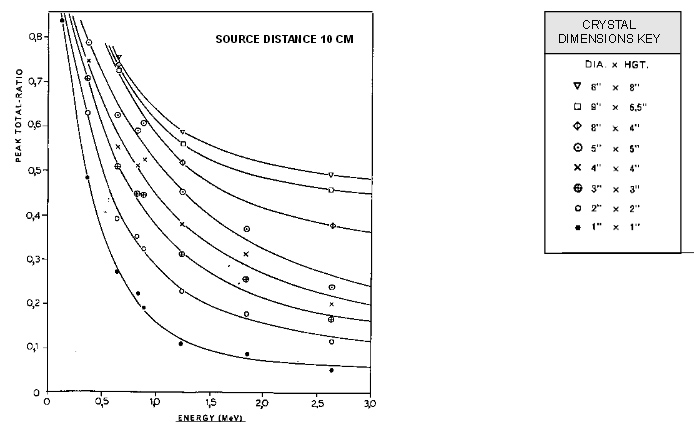 SOURCE DISTANCE 10 CM
PEAK TOTAL-RATIO
0,8
0,7
0,6
0,5
0,4
0,3
0,2
0,1
0
0 0,5 1,0 1,5 2,0 2,5 3,0
ENERGY (MeV)
CRYSTAL
DIMENSIONS KEY
DIA. × HGT.
8" × 8"
9" × 6.5"
8" × 4"
5" × 5"
4" × 4"
3" × 3"
2" × 2"
1" × 1"